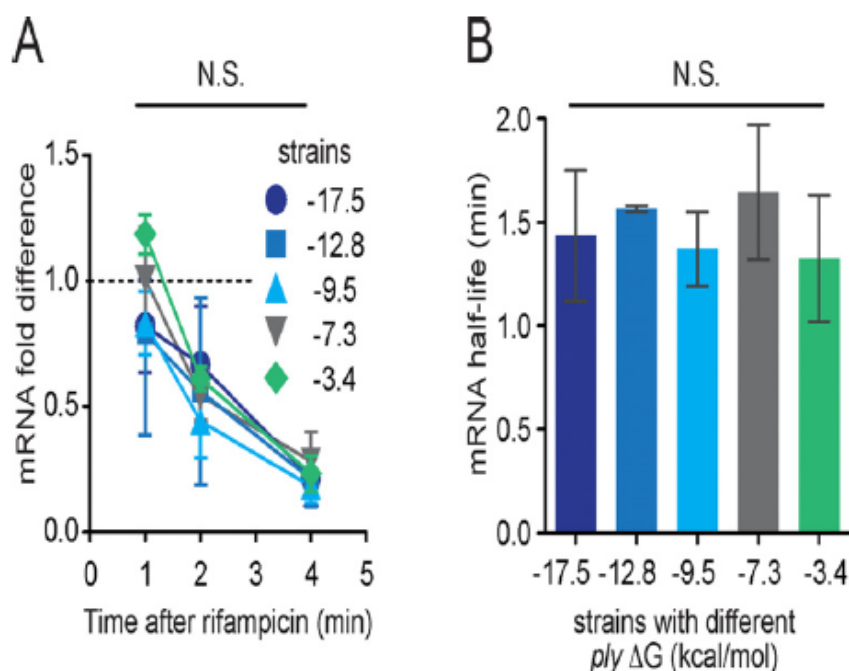 A
N.S.
mRNA fold difference
1.5
1.0
0.5
0.0
strains
-17.5
-12.8
-9.5
-7.3
-3.4
0 1 2 3 4 5
Time after rifampicin (min)
B
N.S.
mRNA half-life (min)
2.0
1.5
1.0
0.5
0.0
-17.5 -12.8 -9.5 -7.3 -3.4
strains with different
ply ΔG (kcal/mol)